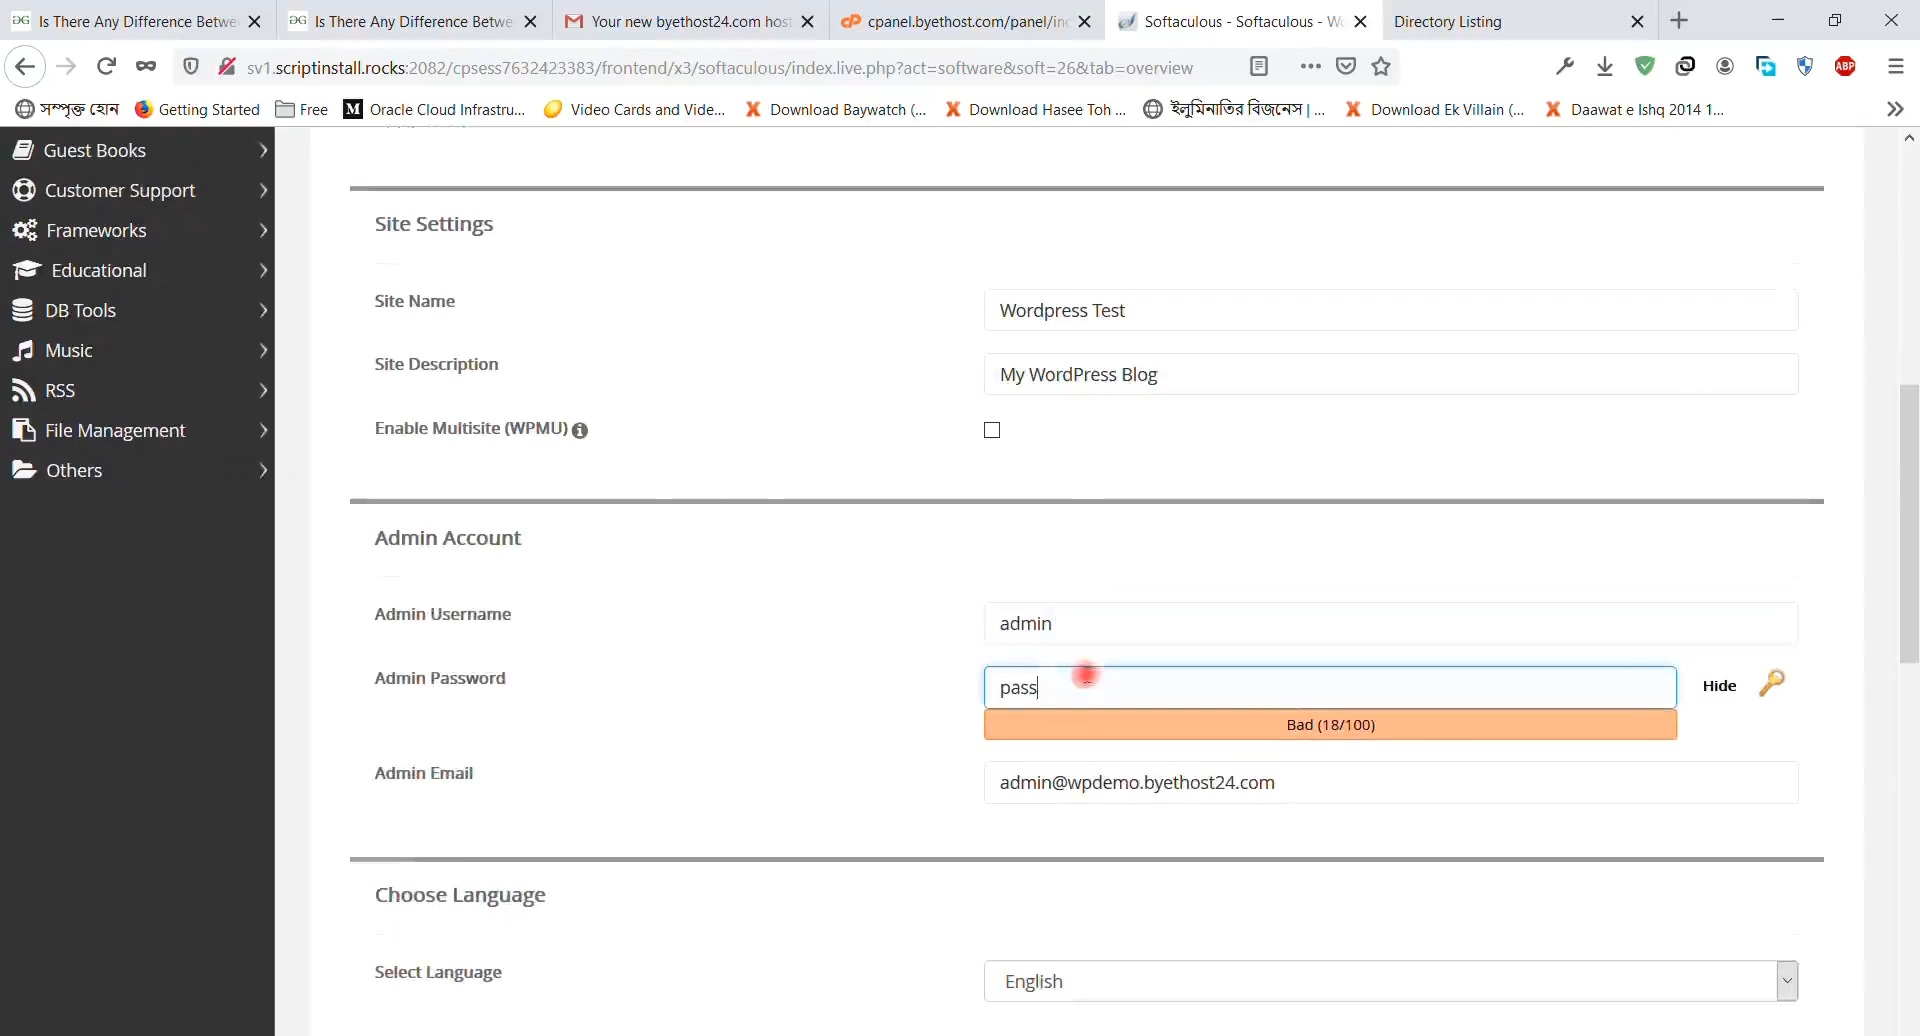 Is There Any Difference Betwe
Is There Any Difference Betwe
Your new byethost24.com host
cpanel.byethost.com/panel/in
Softaculous - Softaculous - W
Directory Listing
sv1.scriptinstall.rocks:2082/cpsess7632423383/frontend/x3/softaculous/index.live.php?act=software&soft=26&tab=overview
ABP
সম্পৃক্ত হোন
Getting Started
Free
M Oracle Cloud Infrastru...
Video Cards and Vide...
Download Baywatch (...
Download Hasee Toh ...
ইলুমিনাতির বিজনেস | ...
Download Ek Villain (...
Daawat e Ishq 2014 1...
Guest Books
Customer Support
Frameworks
Educational
DB Tools
Music
RSS
File Management
Others
Site Settings
Site Name
Wordpress Test
Site Description
My WordPress Blog
Enable Multisite (WPMU)
Admin Account
Admin Username
admin
Admin Password
pass
Hide
Bad (18/100)
Admin Email
admin@wpdemo.byethost24.com
Choose Language
Select Language
English